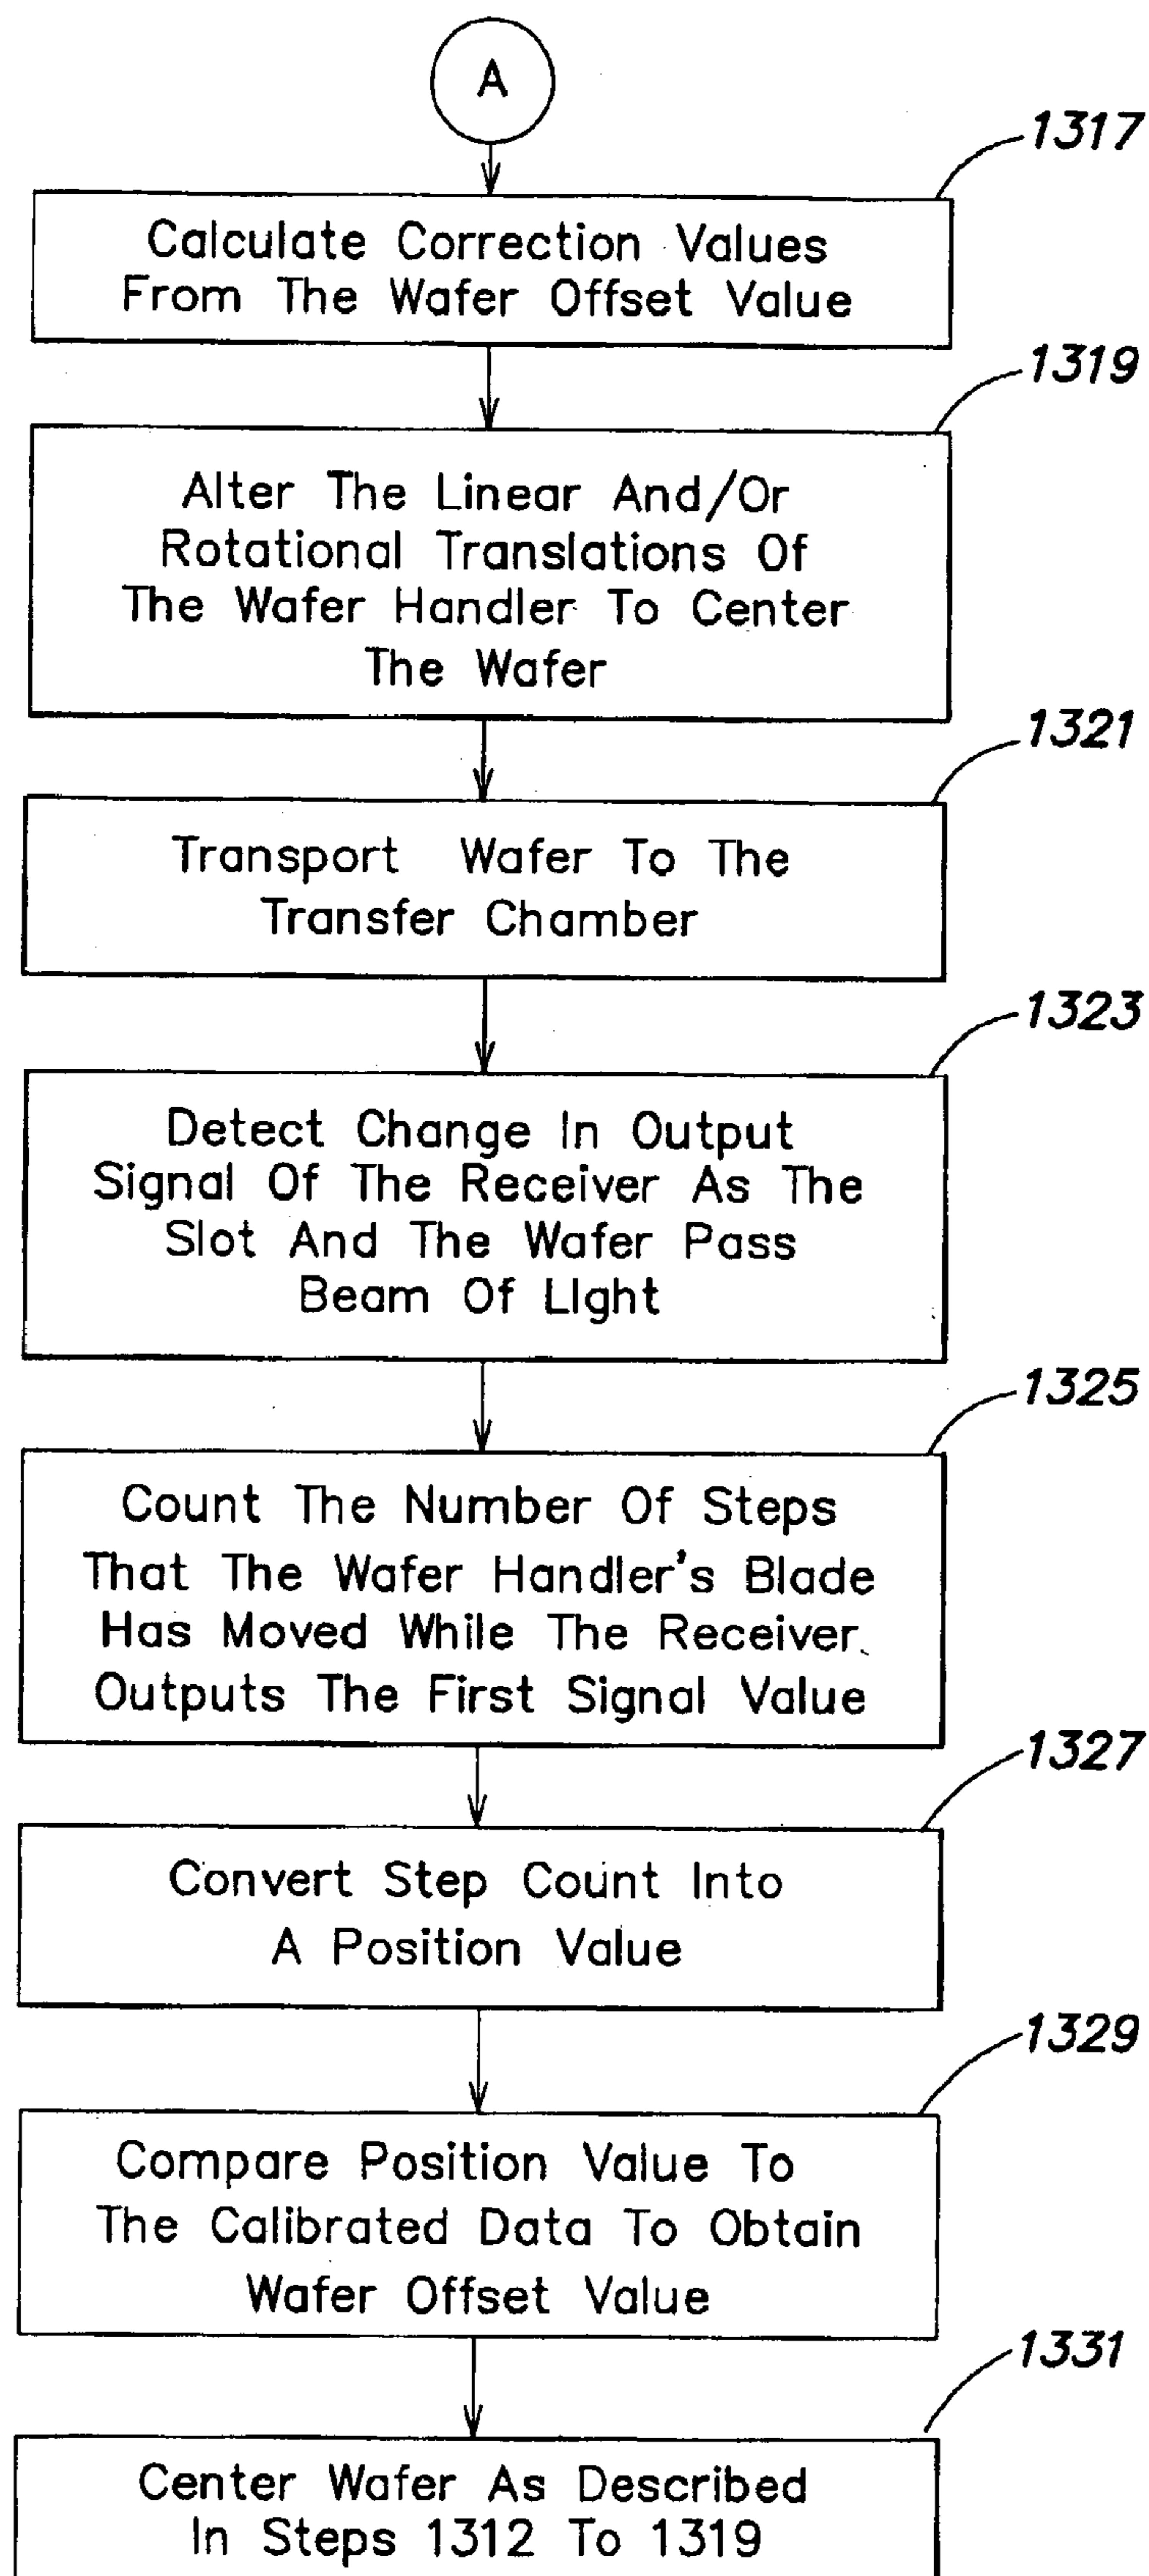 A
1317
Calculate Correction Values
From The Wafer Offset Value
1319
Alter The Linear And/Or
Rotational Translations Of
The Wafer Handler To Center
The Wafer
1321
Transport Wafer To The
Transfer Chamber
1323
Detect Change In Output
Signal Of The Receiver As The
Slot And The Wafer Pass
Beam Of LIght
1325
Count The Number Of Steps
That The Wafer Handler's Blade
Has Moved While The Receiver
Outputs The First Signal Value
1327
Convert Step Count Into
A Position Value
1329
Compare Position Value To
The Calibrated Data To Obtain
Wafer Offset Value
1331
Center Wafer As Described
In Steps 1312 To 1319